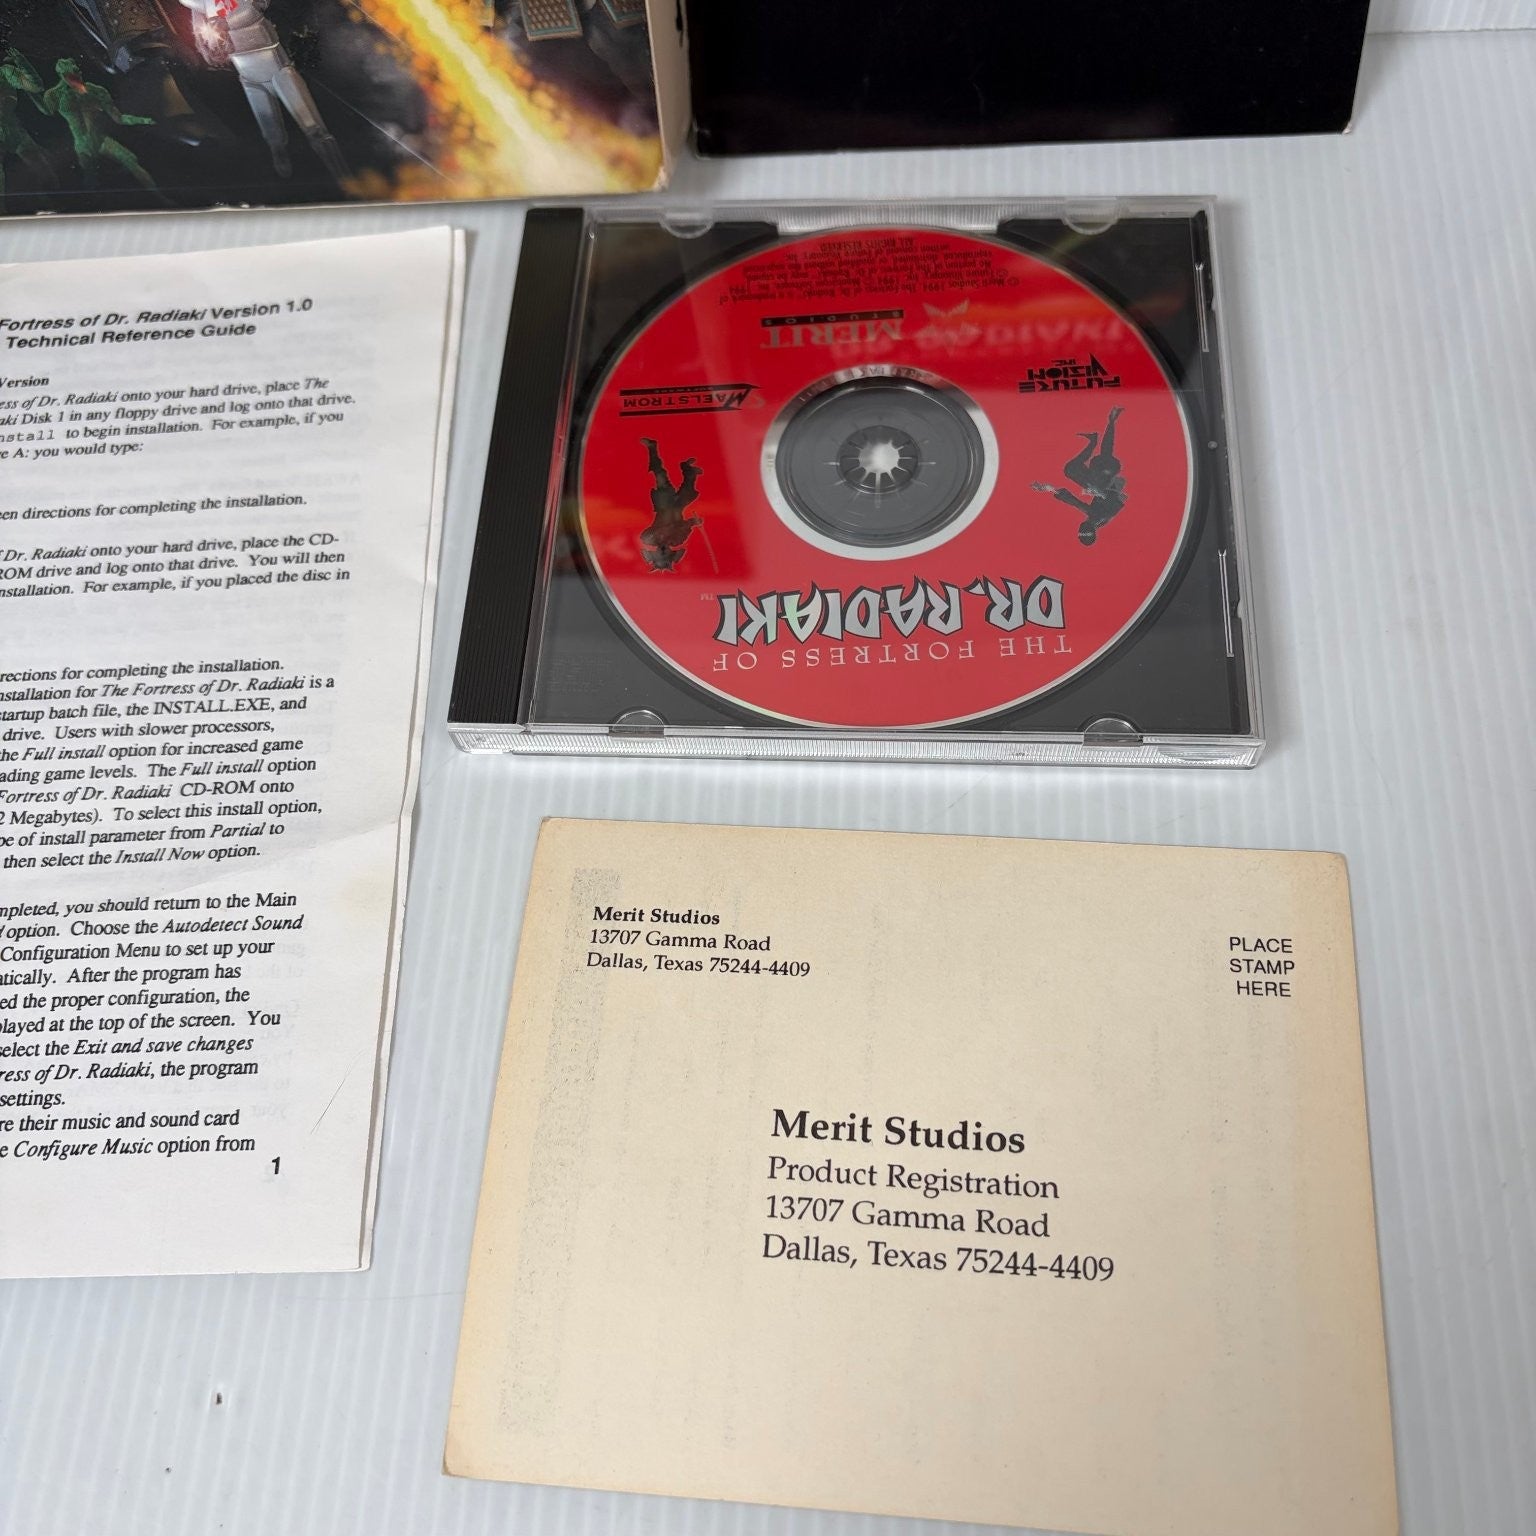 Fortress of Dr. Radiaki Version 1.0
Technical Reference Guide
Version
ess of Dr. Radiaki onto your hard drive, place The
aki Disk 1 in any floppy drive and log onto that drive.
nstall to begin installation. For example, if you
e A: you would type:
een directions for completing the installation.
f Dr. Radiaki onto your hard drive, place the CD-
ROM drive and log onto that drive. You will then
nstallation. For example, if you placed the disc in
rections for completing the installation.
nstallation for The Fortress of Dr. Radiaki is a
startup batch file, the INSTALL.EXE, and
drive. Users with slower processors,
the Full install option for increased game
ading game levels. The Full install option
Fortress of Dr. Radiaki CD-ROM onto
2 Megabytes). To select this install option,
pe of install parameter from Partial to
then select the Install Now option.
mpleted, you should return to the Main
option. Choose the Autodetect Sound
Configuration Menu to set up your
atically. After the program has
ed the proper configuration, the
played at the top of the screen. You
select the Exit and save changes
ress of Dr. Radiaki, the program
settings.
re their music and sound card
e Configure Music option from
1
THE FORTRESS OF
DR. RADIAKI™
FUTURE
VISION
INC.
MAELSTROM
MERIT
STUDIOS
ALL RIGHTS RESERVED
Merit Studios
13707 Gamma Road
Dallas, Texas 75244-4409
PLACE
STAMP
HERE
Merit Studios
Product Registration
13707 Gamma Road
Dallas, Texas 75244-4409